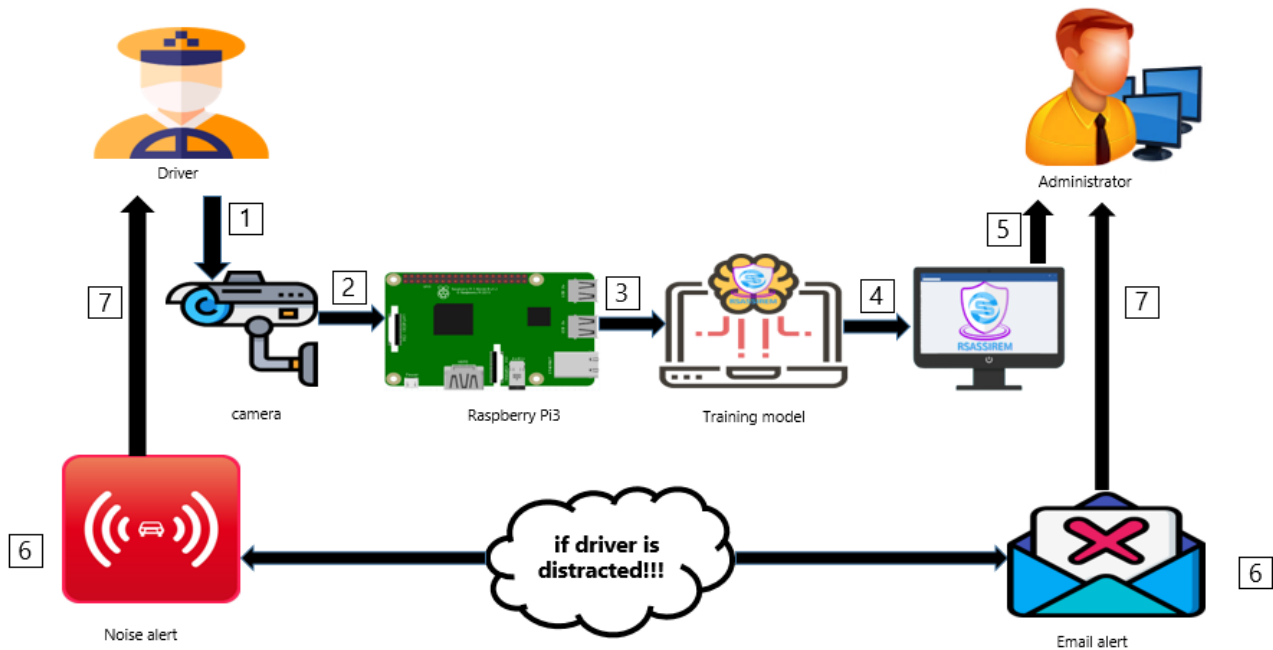 Driver
Administrator
1
5
2
3
4
7
7
RSASSIREM
RSASSIREM
camera
Raspberry Pi3
Training model
if driver is
distracted!!!
6
6
Noise alert
Email alert